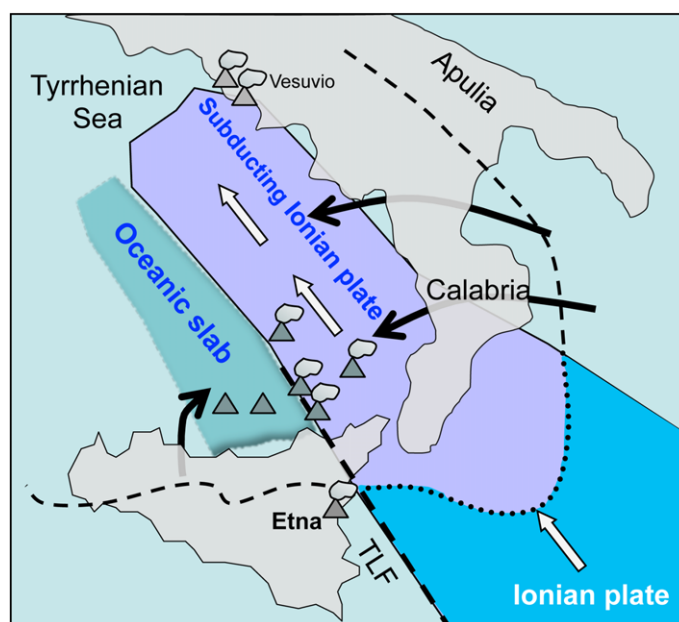 Tyrrhenian
Sea
Vesuvio
Apulia
Subducting Ionian plate
Oceanic slab
Calabria
Etna
TLF
Ionian plate